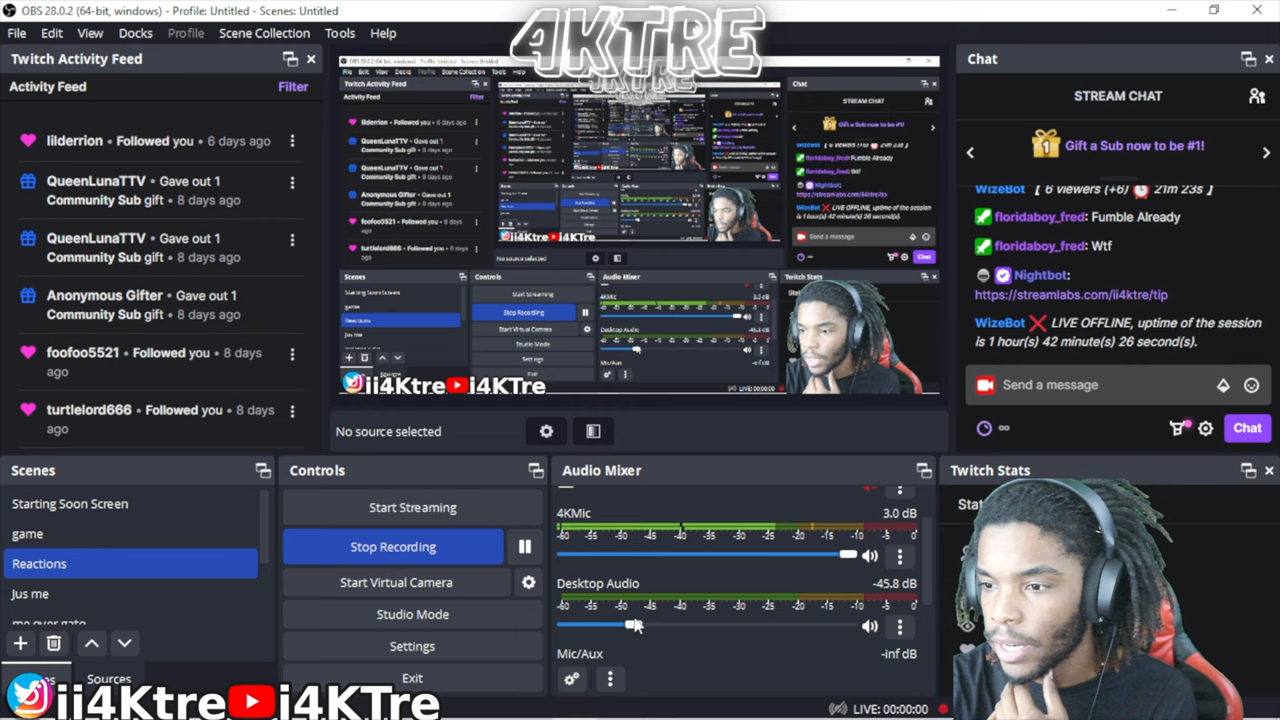 OBS 28.0.2 (64-bit, windows) - Profile: Untitled - Scenes: Untitled
4KTRE
File Edit View Docks Profile Scene Collection Tools Help
Twitch Activity Feed
Activity Feed Filter
lilderrion • Followed you • 6 days ago
QueenLunaTTV • Gave out 1
Community Sub gift • 8 days ago
QueenLunaTTV • Gave out 1
Community Sub gift • 8 days ago
Anonymous Gifter • Gave out 1
Community Sub gift • 8 days ago
foofoo5521 • Followed you • 8 days
ago
turtlelord666 • Followed you • 8 days
ago
No source selected
Chat
STREAM CHAT
1 Gift a Sub now to be #1!
WizeBot [ 6 viewers (+6) 21m 23s ]
floridaboy_fred: Fumble Already
floridaboy_fred: Wtf
Nightbot:
https://streamlabs.com/ii4ktre/tip
WizeBot ❌ LIVE OFFLINE, uptime of the session
is 1 hour(s) 42 minute(s) 26 second(s).
Send a message
∞ Chat
Scenes
Starting Soon Screen
game
Reactions
Jus me
me over gato
Sources
Controls
Start Streaming
Stop Recording
Start Virtual Camera
Studio Mode
Settings
Exit
Audio Mixer
4KMic 3.0 dB
-60 -55 -50 -45 -40 -35 -30 -25 -20 -15 -10 -5 0
Desktop Audio -45.8 dB
-60 -55 -50 -45 -40 -35 -30 -25 -20 -15 -10 -5 0
Mic/Aux -inf dB
Twitch Stats
LIVE: 00:00:00
ii4Ktre i4KTre